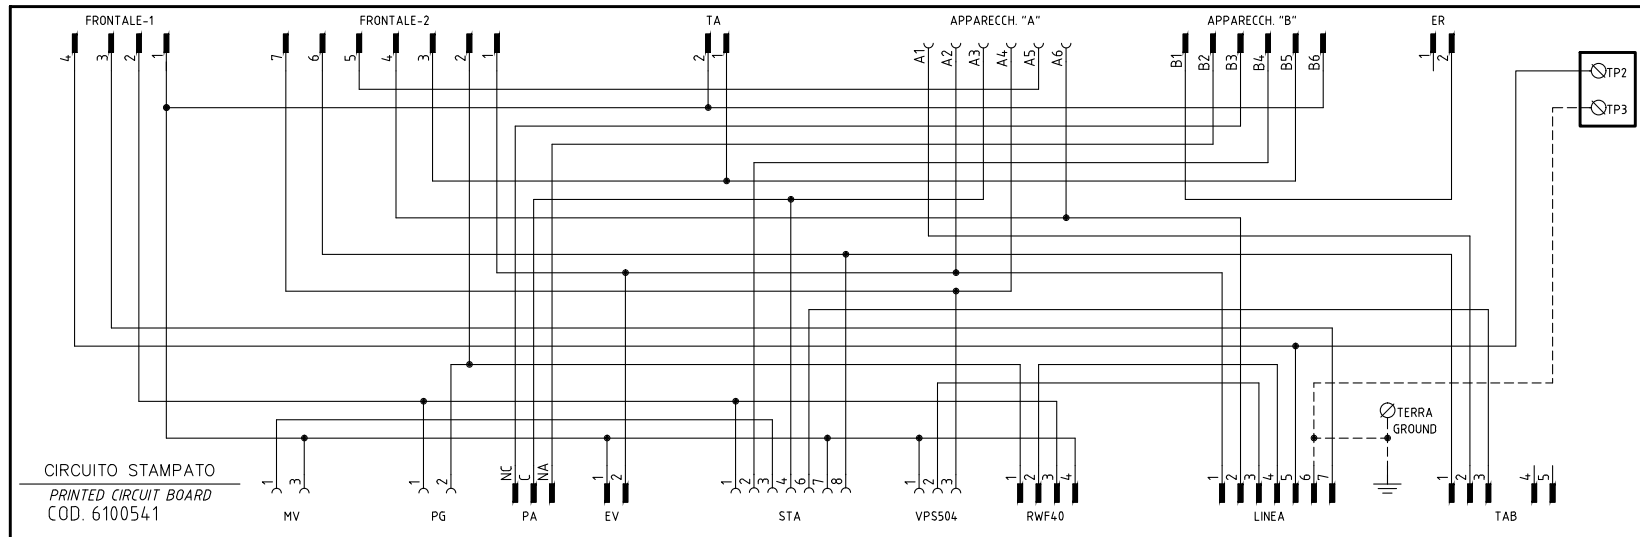 FRONTALE-1 FRONTALE-2 TA APPARECCH. "A" APPARECCH. "B" ER
4 3 2 1 7 6 5 4 3 2 1 2 1 A1 A2 A3 A4 A5 A6 B1 B2 B3 B4 B5 B6 1 2
TP2
TP3
TERRA
GROUND
CIRCUITO STAMPATO
PRINTED CIRCUIT BOARD
COD. 6100541
1 3 1 2 NC C NA 1 2 1 2 3 4 6 7 8 1 2 3 1 2 3 4 1 2 3 4 5 6 7 1 2 3 4 5
MV PG PA EV STA VPS504 RWF40 LINEA TAB